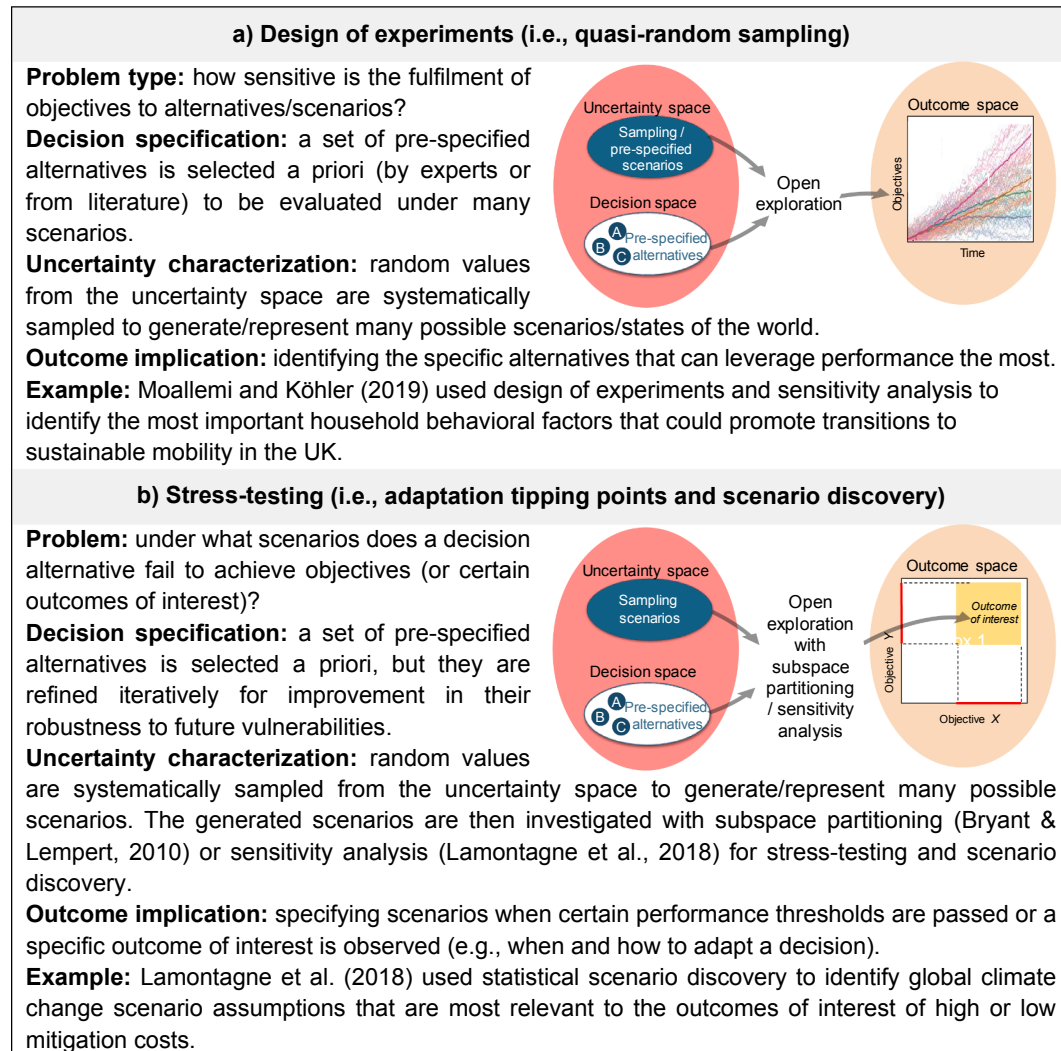 a) Design of experiments (i.e., quasi-random sampling)
Problem type: how sensitive is the fulfilment of
objectives to alternatives/scenarios?
Decision specification: a set of pre-specified
alternatives is selected a priori (by experts or
from literature) to be evaluated under many
scenarios.
Uncertainty characterization: random values
from the uncertainty space are systematically
sampled to generate/represent many possible scenarios/states of the world.
Outcome implication: identifying the specific alternatives that can leverage performance the most.
Example: Moallemi and Köhler (2019) used design of experiments and sensitivity analysis to
identify the most important household behavioral factors that could promote transitions to
sustainable mobility in the UK.
Uncertainty space
Sampling /
pre-specified
scenarios
Decision space
A
B
C
Pre-specified
alternatives
Open
exploration
Outcome space
Objectives
Time
b) Stress-testing (i.e., adaptation tipping points and scenario discovery)
Problem: under what scenarios does a decision
alternative fail to achieve objectives (or certain
outcomes of interest)?
Decision specification: a set of pre-specified
alternatives is selected a priori, but they are
refined iteratively for improvement in their
robustness to future vulnerabilities.
Uncertainty characterization: random values
are systematically sampled from the uncertainty space to generate/represent many possible
scenarios. The generated scenarios are then investigated with subspace partitioning (Bryant &
Lempert, 2010) or sensitivity analysis (Lamontagne et al., 2018) for stress-testing and scenario
discovery.
Outcome implication: specifying scenarios when certain performance thresholds are passed or a
specific outcome of interest is observed (e.g., when and how to adapt a decision).
Example: Lamontagne et al. (2018) used statistical scenario discovery to identify global climate
change scenario assumptions that are most relevant to the outcomes of interest of high or low
mitigation costs.
Uncertainty space
Sampling
scenarios
Decision space
A
B
C
Pre-specified
alternatives
Open
exploration
with
subspace
partitioning
/ sensitivity
analysis
Outcome space
Outcome
of interest
ox 1
Objective Y
Objective X